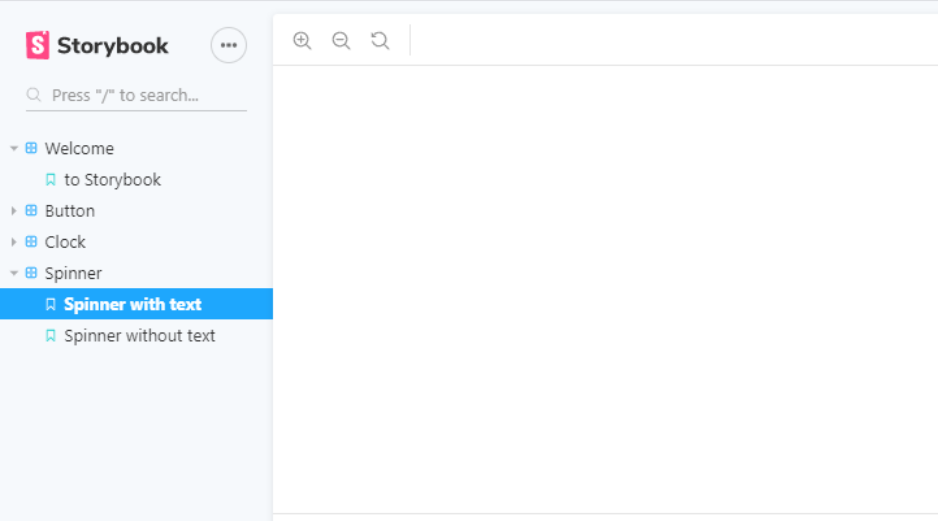 Storybook
Press "/" to search...
Welcome
to Storybook
Button
Clock
Spinner
Spinner with text
Spinner without text